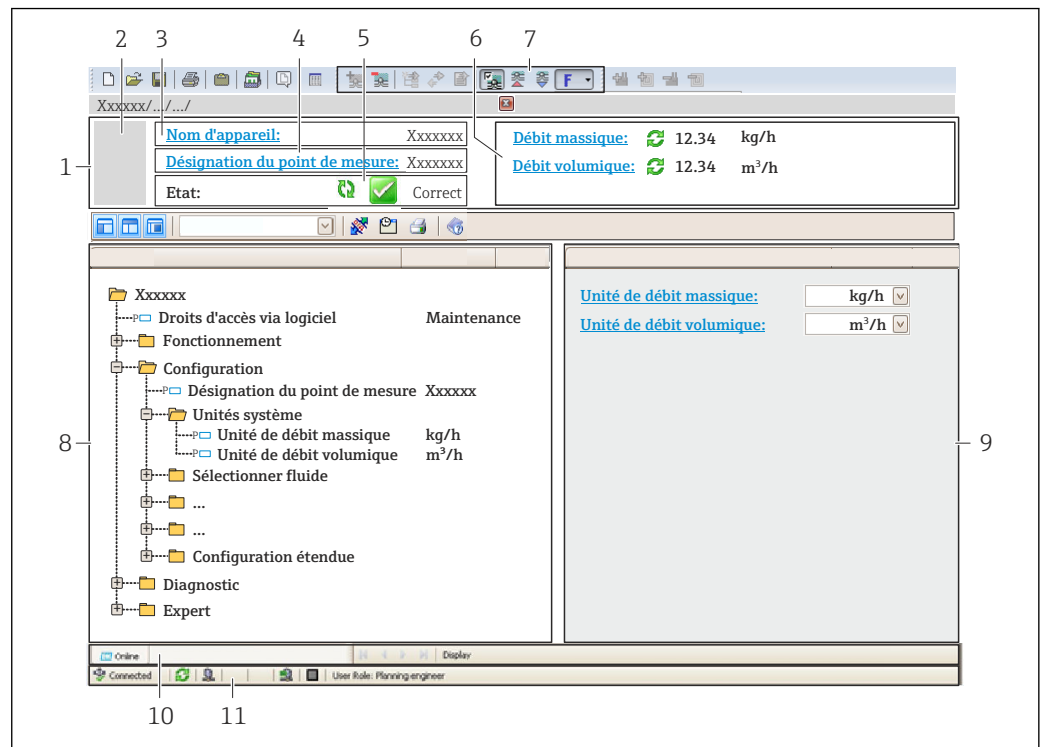 2 3 4 5 6 7
F
Xxxxxx/.../.../
1
Nom d'appareil: Xxxxxxx
Désignation du point de mesure: Xxxxxxx
Etat: Correct
Débit massique: 12.34 kg/h
Débit volumique: 12.34 m³/h
Xxxxxx
Droits d'accès via logiciel Maintenance
Fonctionnement
Configuration
Désignation du point de mesure Xxxxxx
Unités système
Unité de débit massique kg/h
Unité de débit volumique m³/h
Sélectionner fluide
...
...
Configuration étendue
Diagnostic
Expert
Unité de débit massique: kg/h
Unité de débit volumique: m³/h
8
9
Online Display
Connected User Role: Planning engineer
10 11